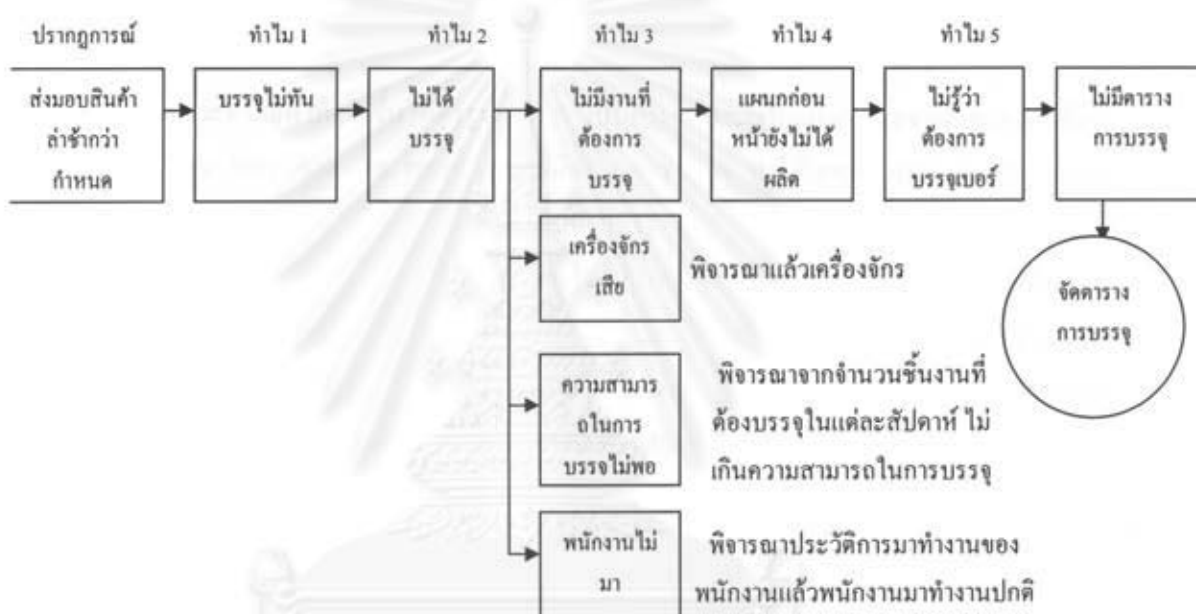 ปรากฏการณ์ ทำไม 1 ทำไม 2 ทำไม 3 ทำไม 4 ทำไม 5
ส่งมอบสินค้า
ล่าช้ากว่า
กำหนด
บรรจุไม่ทัน
ไม่ได้
บรรจุ
ไม่มีงานที่
ต้องการ
บรรจุ
แผนกก่อน
หน้ายังไม่ได้
ผลิต
ไม่รู้ว่า
ต้องการ
บรรจุเบอร์
ไม่มีตาราง
การบรรจุ
เครื่องจักร
เสีย
พิจารณาแล้วเครื่องจักร
จัดตาราง
การบรรจุ
ความสามาร
ถในการ
บรรจุไม่พอ
พิจารณาจากจำนวนชิ้นงานที่
ต้องบรรจุในแต่ละสัปดาห์ ไม่
เกินความสามารถในการบรรจุ
พนักงานไม่
มา
พิจารณาประวัติการมาทำงานของ
พนักงานแล้วพนักงานมาทำงานปกติ